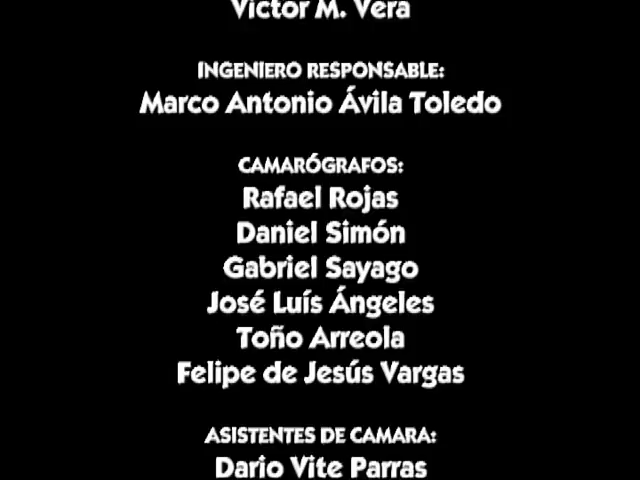 Victor M. Vera
INGENIERO RESPONSABLE:
Marco Antonio Ávila Toledo
CAMARÓGRAFOS:
Rafael Rojas
Daniel Simón
Gabriel Sayago
José Luís Ángeles
Toño Arreola
Felipe de Jesús Vargas
ASISTENTES DE CAMARA:
Dario Vite Parras